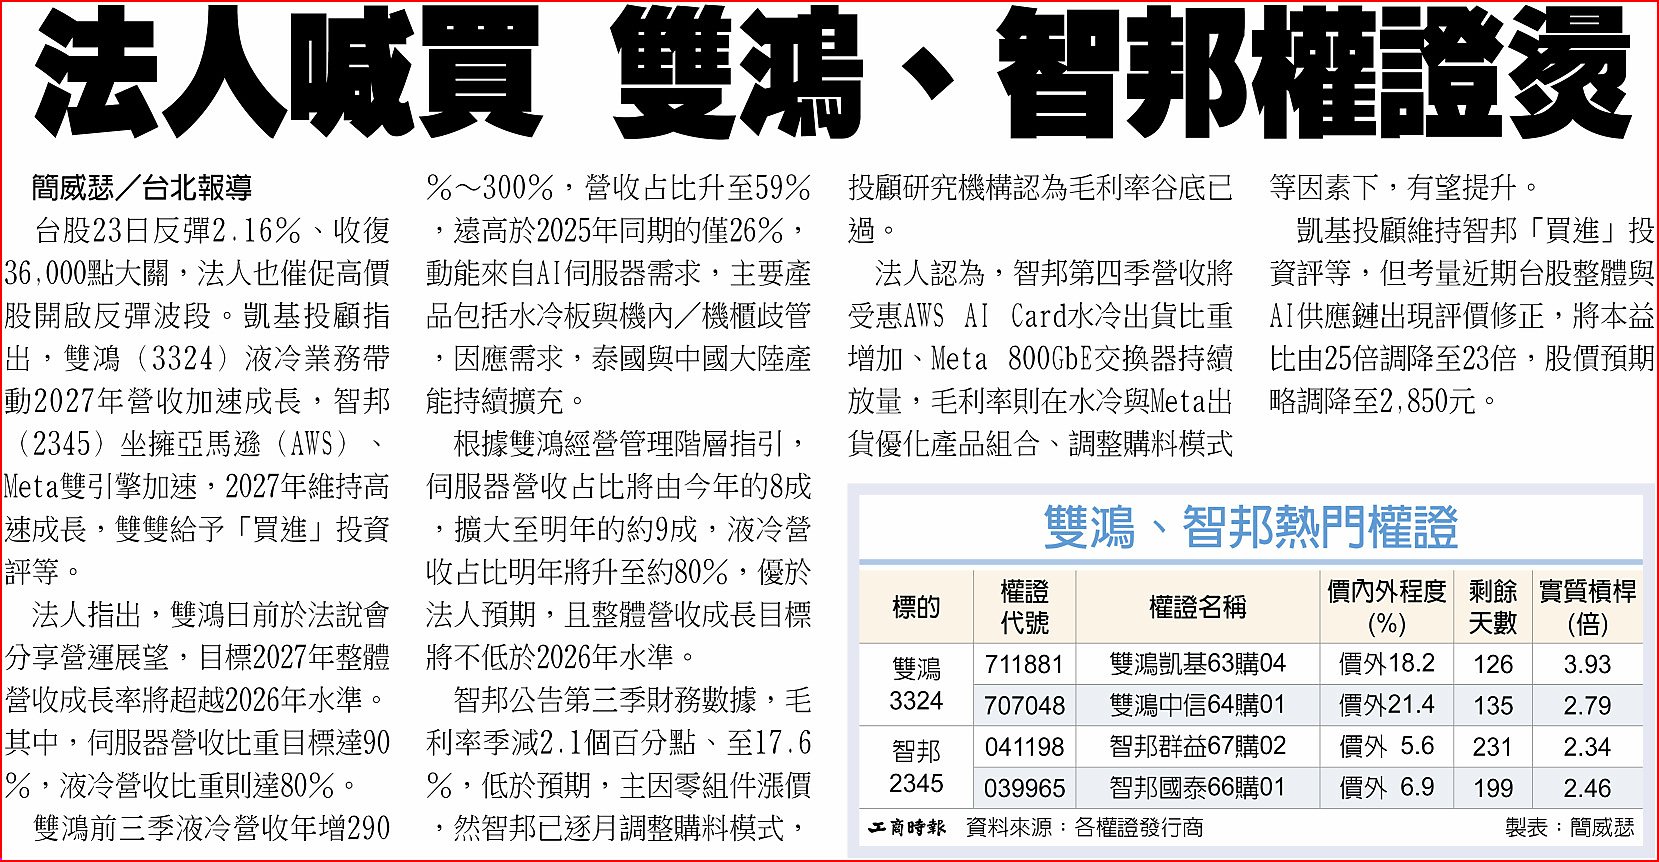 法人喊買 雙鴻、智邦權證燙
簡威瑟／台北報導
台股23日反彈2.16％、收復
36,000點大關，法人也催促高價
股開啟反彈波段。凱基投顧指
出，雙鴻（3324）液冷業務帶
動2027年營收加速成長，智邦
（2345）坐擁亞馬遜（AWS）、
Meta雙引擎加速，2027年維持高
速成長，雙雙給予「買進」投資
評等。
法人指出，雙鴻日前於法說會
分享營運展望，目標2027年整體
營收成長率將超越2026年水準。
其中，伺服器營收比重目標達90
％，液冷營收比重則達80％。
雙鴻前三季液冷營收年增290
％～300％，營收占比升至59％
，遠高於2025年同期的僅26％，
動能來自AI伺服器需求，主要產
品包括水冷板與機內／機櫃歧管
，因應需求，泰國與中國大陸產
能持續擴充。
根據雙鴻經營管理階層指引，
伺服器營收占比將由今年的8成
，擴大至明年的約9成，液冷營
收占比明年將升至約80％，優於
法人預期，且整體營收成長目標
將不低於2026年水準。
智邦公告第三季財務數據，毛
利率季減2.1個百分點、至17.6
％，低於預期，主因零組件漲價
，然智邦已逐月調整購料模式，
投顧研究機構認為毛利率谷底已
過。
法人認為，智邦第四季營收將
受惠AWS AI Card水冷出貨比重
增加、Meta 800GbE交換器持續
放量，毛利率則在水冷與Meta出
貨優化產品組合、調整購料模式
等因素下，有望提升。
凱基投顧維持智邦「買進」投
資評等，但考量近期台股整體與
AI供應鏈出現評價修正，將本益
比由25倍調降至23倍，股價預期
略調降至2,850元。
雙鴻、智邦熱門權證
標的 權證代號 權證名稱 價內外程度(%) 剩餘天數 實質槓桿(倍)
雙鴻3324 711881 雙鴻凱基63購04 價外18.2 126 3.93
707048 雙鴻中信64購01 價外21.4 135 2.79
智邦2345 041198 智邦群益67購02 價外 5.6 231 2.34
039965 智邦國泰66購01 價外 6.9 199 2.46
工商時報 資料來源：各權證發行商 製表：簡威瑟